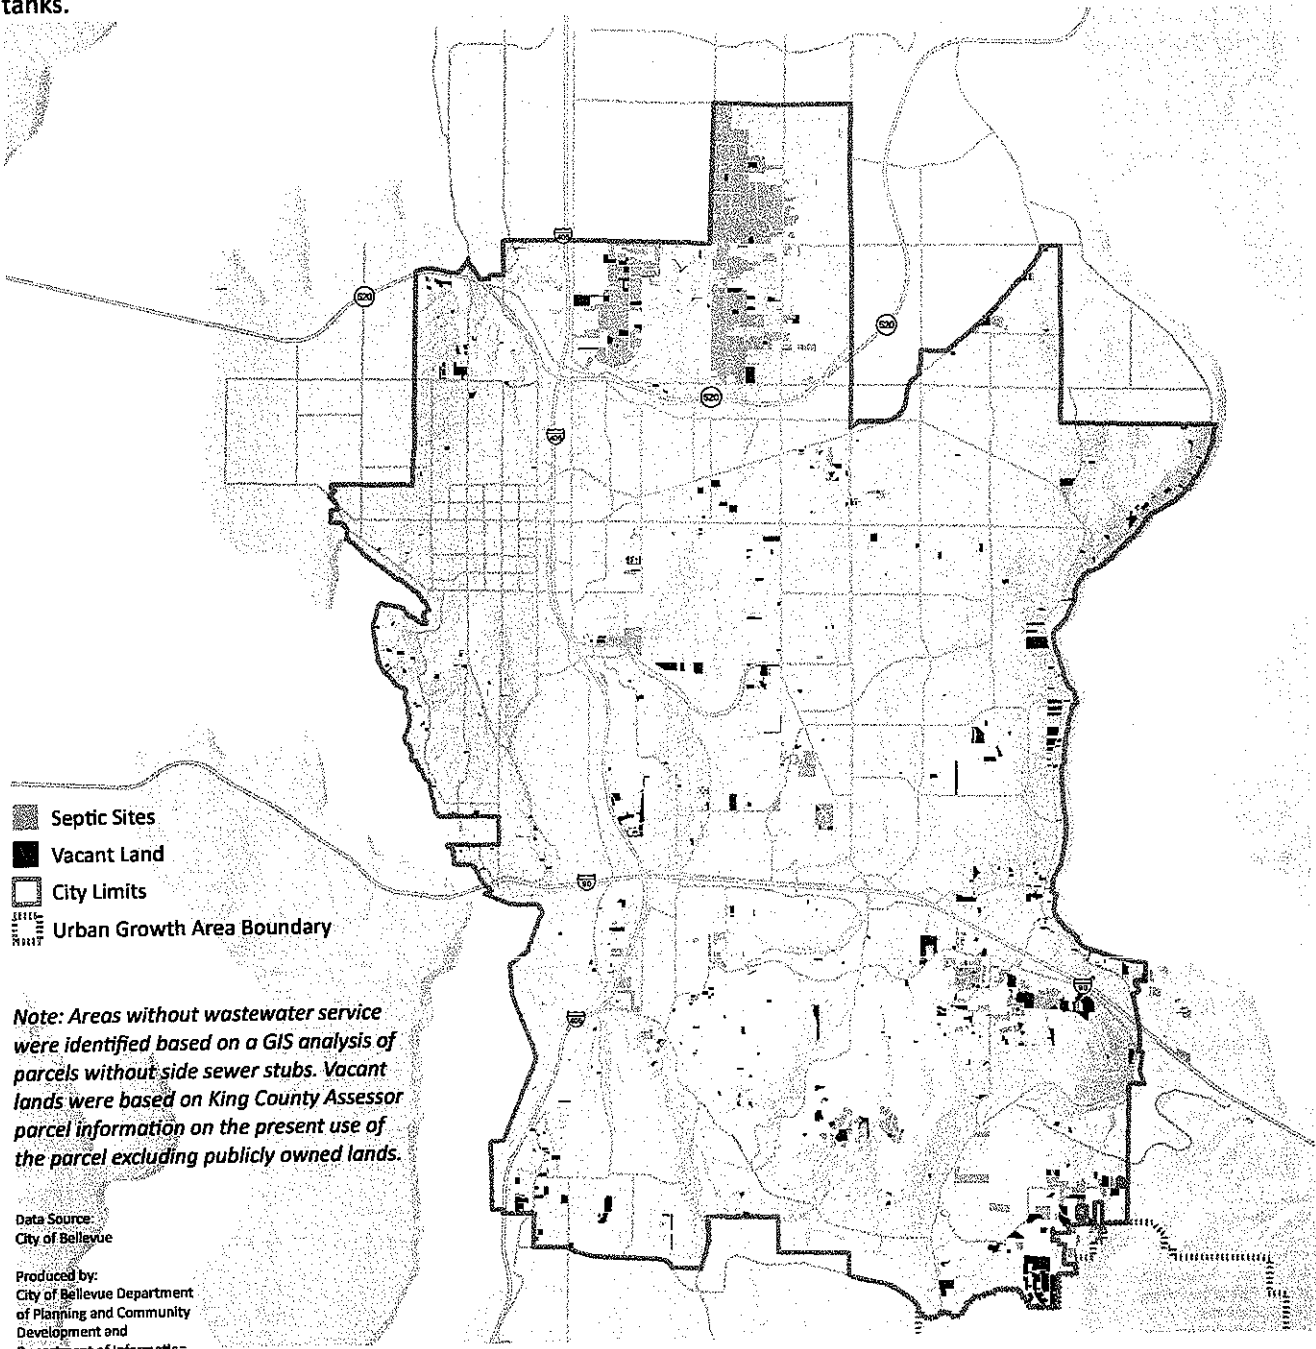 tanks.
405
520
520
520
405
Septic Sites
Vacant Land
City Limits
Urban Growth Area Boundary
90
90
405
Note: Areas without wastewater service
were identified based on a GIS analysis of
parcels without side sewer stubs. Vacant
lands were based on King County Assessor
parcel information on the present use of
the parcel excluding publicly owned lands.
Data Source:
City of Bellevue
Produced by:
City of Bellevue Department
of Planning and Community
Development and
Department of Information